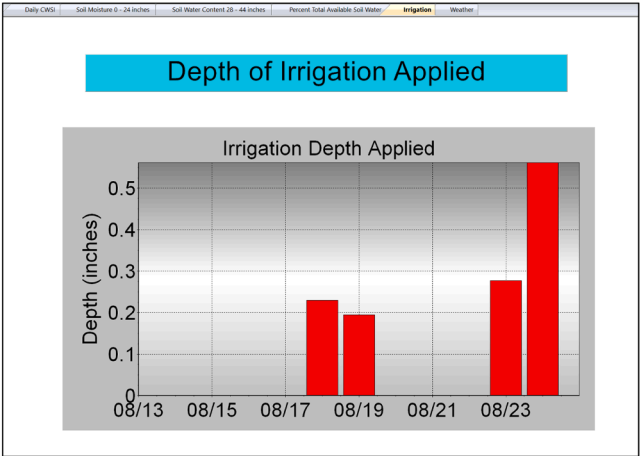 Daily CWSI Soil Moisture 0 - 24 inches Soil Water Content 28 - 44 inches Percent Total Available Soil Water Irrigation Weather
Depth of Irrigation Applied
Irrigation Depth Applied
Depth (inches)
0.5
0.4
0.3
0.2
0.1
0
08/13 08/15 08/17 08/19 08/21 08/23